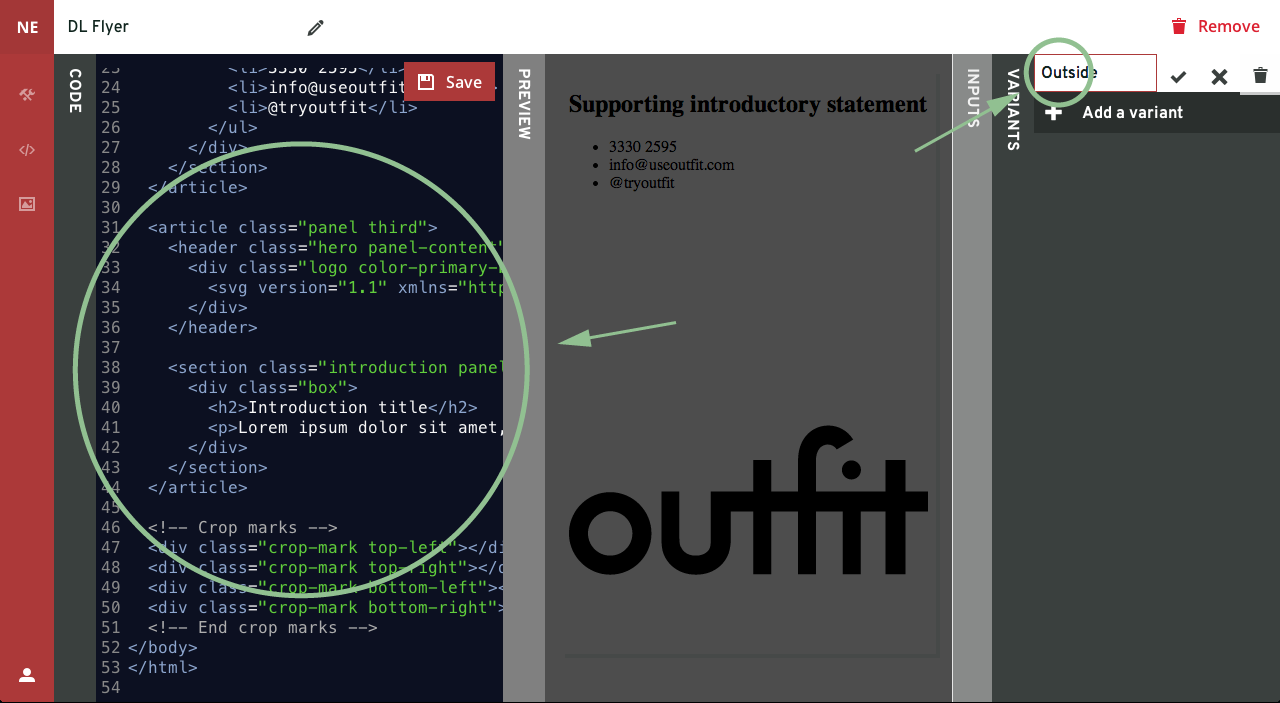 NE
DL Flyer
Remove
CODE
Save
PREVIEW
INPUTS
VARIANTS
Outside
Add a variant
23 <li>3330 2595</li>
24 <li>info@useoutfit
25 <li>@tryoutfit</li>
26 </ul>
27 </div>
28 </section>
29 </article>
30
31 <article class="panel third">
32 <header class="hero panel-content"
33 <div class="logo color-primary-
34 <svg version="1.1" xmlns="http
35 </div>
36 </header>
37
38 <section class="introduction panel
39 <div class="box">
40 <h2>Introduction title</h2>
41 <p>Lorem ipsum dolor sit amet,
42 </div>
43 </section>
44 </article>
45
46 <!-- Crop marks -->
47 <div class="crop-mark top-left"></di
48 <div class="crop-mark top-right"></d
49 <div class="crop-mark bottom-left"><
50 <div class="crop-mark bottom-right">
51 <!-- End crop marks -->
52 </body>
53 </html>
54
Supporting introductory statement
• 3330 2595
• info@useoutfit.com
• @tryoutfit
outfit